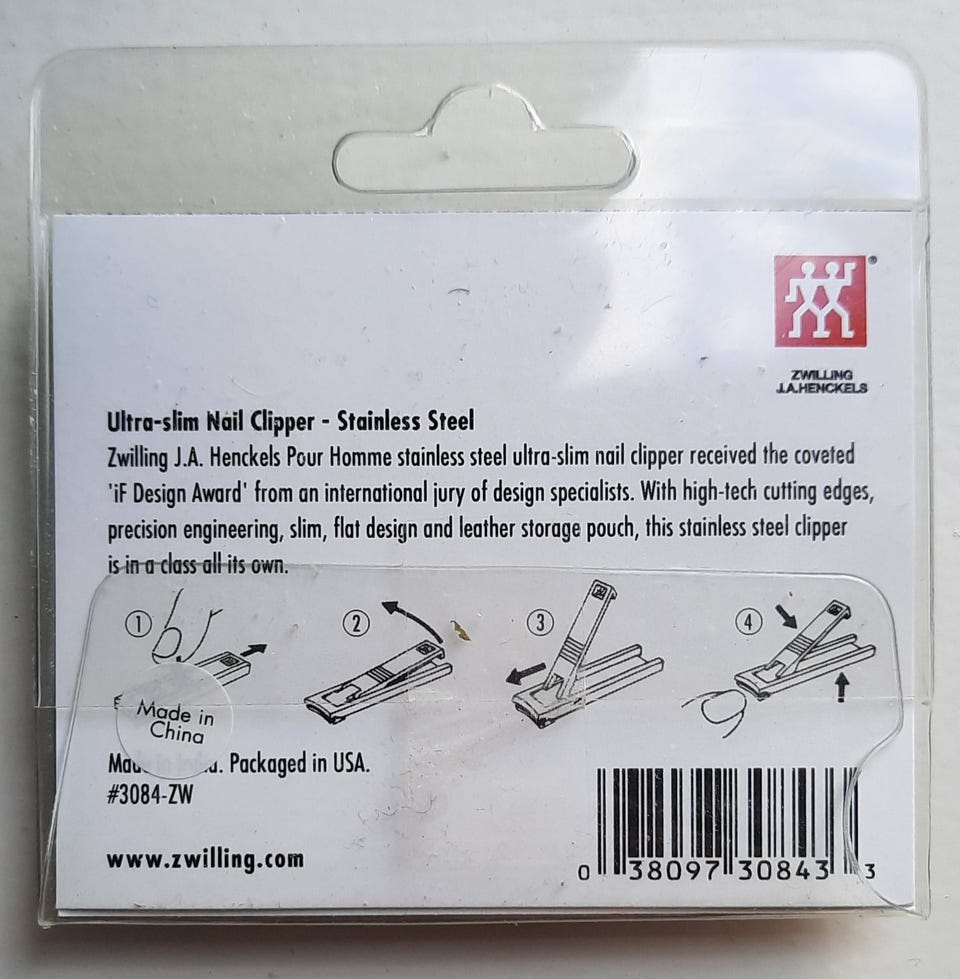 ZWILLING
J.A.HENCKELS
Ultra-slim Nail Clipper - Stainless Steel
Zwilling J.A. Henckels Pour Homme stainless steel ultra-slim nail clipper received the coveted
'iF Design Award' from an international jury of design specialists. With high-tech cutting edges,
precision engineering, slim, flat design and leather storage pouch, this stainless steel clipper
is in a class all its own.
1 2 3 4
Made in
China
Made in India. Packaged in USA.
#3084-ZW
www.zwilling.com
0 38097 30843 3